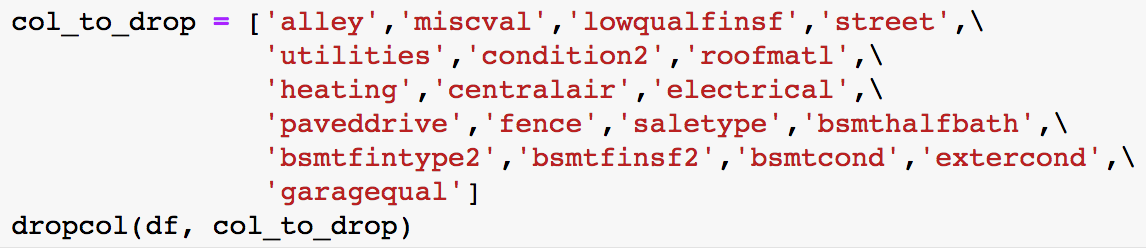 col_to_drop = ['alley','miscval','lowqualfinsf','street',\
'utilities','condition2','roofmatl',\
'heating','centralair','electrical',\
'paveddrive','fence','saletype','bsmthalfbath',\
'bsmtfintype2','bsmtfinsf2','bsmtcond','extercond',\
'garagequal']
dropcol(df, col_to_drop)